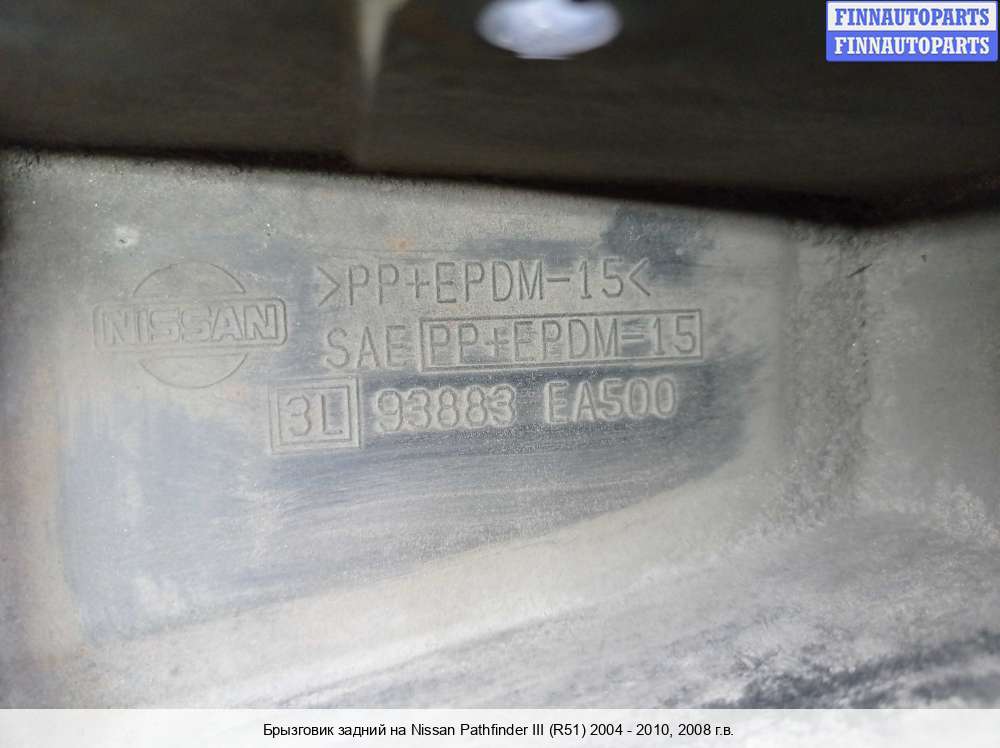 FINNAUTOPARTS
FINNAUTOPARTS
>PP+EPDM-15<
NISSAN
SAE PP+EPDM-15
3L 93883 EA500
Брызговик задний на Nissan Pathfinder III (R51) 2004 - 2010, 2008 г.в.